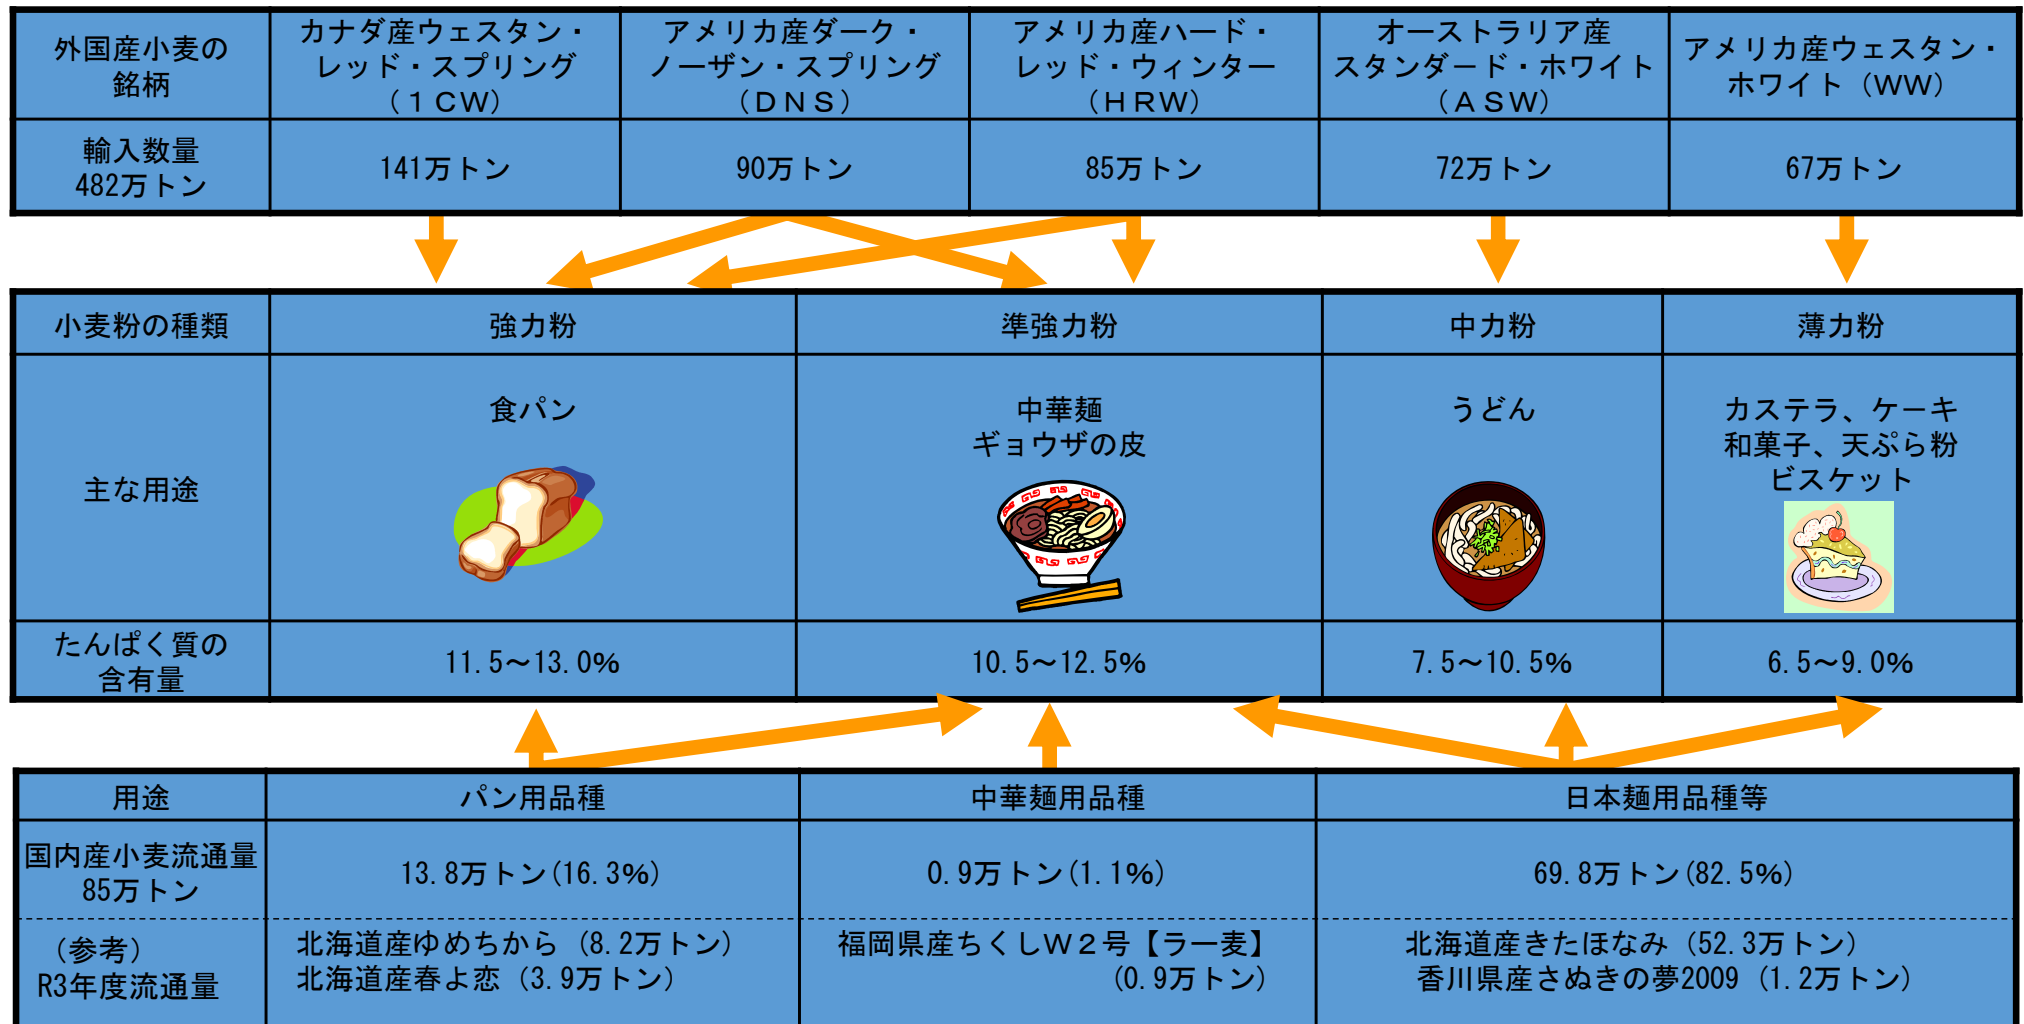 外国産小麦の
銘柄
カナダ産ウェスタン・
レッド・スプリング
(１CW)
アメリカ産ダーク・
ノーザン・スプリング
(ＤＮＳ)
アメリカ産ハード・
レッド・ウィンター
(ＨＲＷ)
オーストラリア産
スタンダード・ホワイト
(ＡＳＷ)
アメリカ産ウェスタン・
ホワイト (WW)
輸入数量
482万トン
141万トン
90万トン
85万トン
72万トン
67万トン
小麦粉の種類
強力粉
準強力粉
中力粉
薄力粉
主な用途
食パン
中華麺
ギョウザの皮
うどん
カステラ、ケーキ
和菓子、天ぷら粉
ビスケット
たんぱく質の
含有量
11.5～13.0%
10.5～12.5%
7.5～10.5%
6.5～9.0%
用途
パン用品種
中華麺用品種
日本麺用品種等
国内産小麦流通量
85万トン
13.8万トン(16.3%)
0.9万トン(1.1%)
69.8万トン(82.5%)
(参考)
R3年度流通量
北海道産ゆめちから (8.2万トン)
北海道産春よ恋 (3.9万トン)
福岡県産ちくしＷ２号【ラー麦】
(0.9万トン)
北海道産きたほなみ (52.3万トン)
香川県産さぬきの夢2009 (1.2万トン)